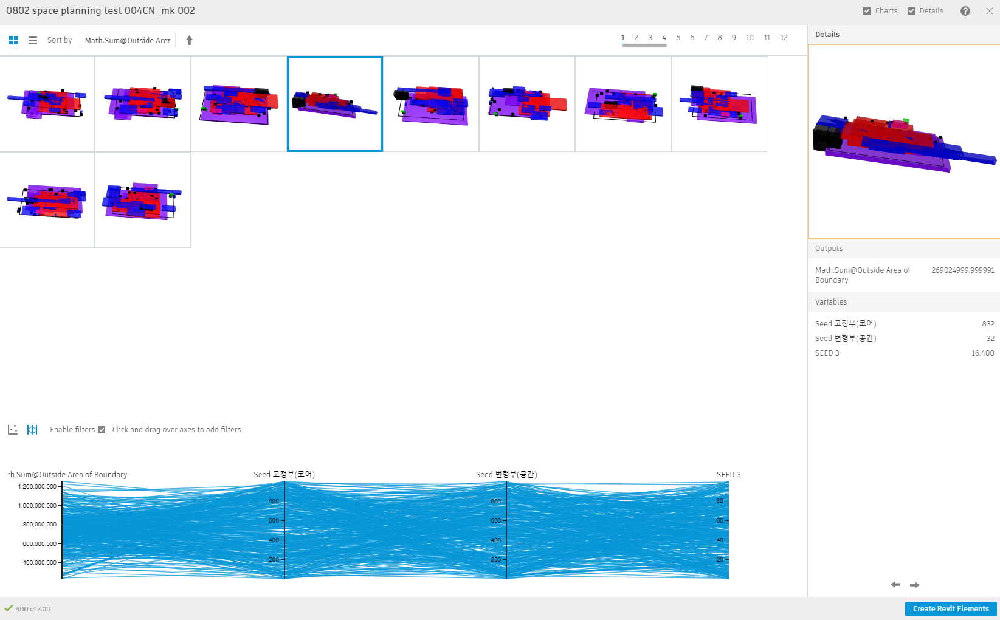 0802 space planning test 004CN_mk 002
Charts
Details
Sort by
Math.Sum@Outside Area
1 2 3 4 5 6 7 8 9 10 11 12
Details
Outputs
Math.Sum@Outside Area of Boundary 269024999.999991
Variables
Seed 고정부(코어) 832
Seed 변형부(공간) 32
SEED 3 16.400
Enable filters
Click and drag over axes to add filters
th.Sum@Outside Area of Boundary
Seed 고정부(코어)
Seed 변형부(공간)
SEED 3
1,200,000,000
1,000,000,000
800,000,000
600,000,000
400,000,000
800
600
400
200
800
600
400
200
80
60
40
20
400 of 400
Create Revit Elements